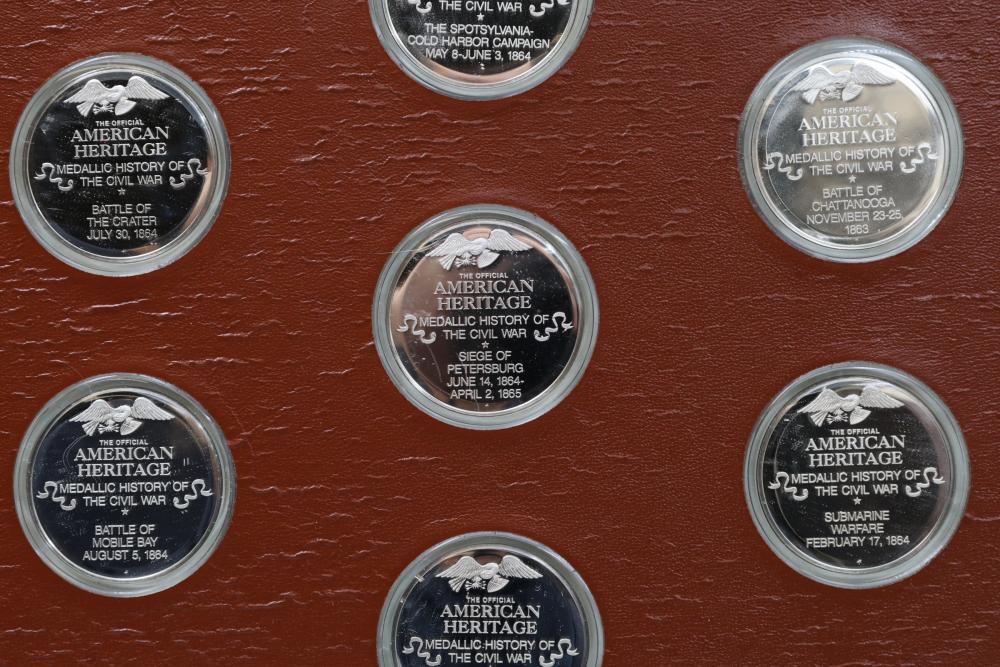 THE CIVIL WAR
THE SPOTSYLVANIA-
COLD HARBOR CAMPAIGN
MAY 8-JUNE 3, 1864
THE OFFICIAL
AMERICAN
HERITAGE
MEDALLIC HISTORY OF
THE CIVIL WAR
BATTLE OF
THE CRATER
JULY 30, 1864
THE OFFICIAL
AMERICAN
HERITAGE
MEDALLIC HISTORY OF
THE CIVIL WAR
BATTLE OF
CHATTANOOGA
NOVEMBER 23-25,
1863
THE OFFICIAL
AMERICAN
HERITAGE
MEDALLIC HISTORY OF
THE CIVIL WAR
SIEGE OF
PETERSBURG
JUNE 14, 1864-
APRIL 2, 1865
THE OFFICIAL
AMERICAN
HERITAGE
MEDALLIC HISTORY OF
THE CIVIL WAR
BATTLE OF
MOBILE BAY
AUGUST 5, 1864
THE OFFICIAL
AMERICAN
HERITAGE
MEDALLIC HISTORY OF
THE CIVIL WAR
SUBMARINE
WARFARE
FEBRUARY 17, 1864
THE OFFICIAL
AMERICAN
HERITAGE
MEDALLIC HISTORY OF
THE CIVIL WAR